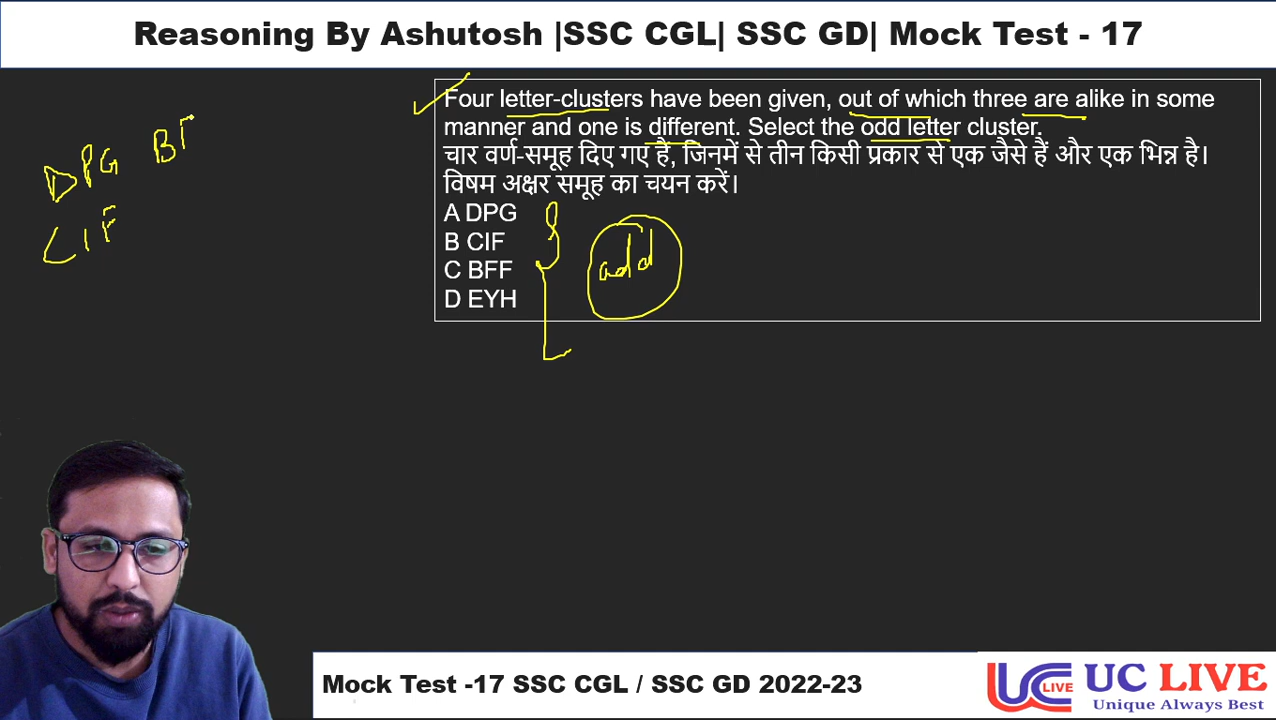 Reasoning By Ashutosh |SSC CGL| SSC GD| Mock Test - 17
Four letter-clusters have been given, out of which three are alike in some
manner and one is different. Select the odd letter cluster.
चार वर्ण-समूह दिए गए हैं, जिनमें से तीन किसी प्रकार से एक जैसे हैं और एक भिन्न है।
विषम अक्षर समूह का चयन करें।
A DPG
B CIF
C BFF
D EYH
DPG BF
CIF
odd
Mock Test -17 SSC CGL / SSC GD 2022-23
UC LIVE
LIVE
Unique Always Best